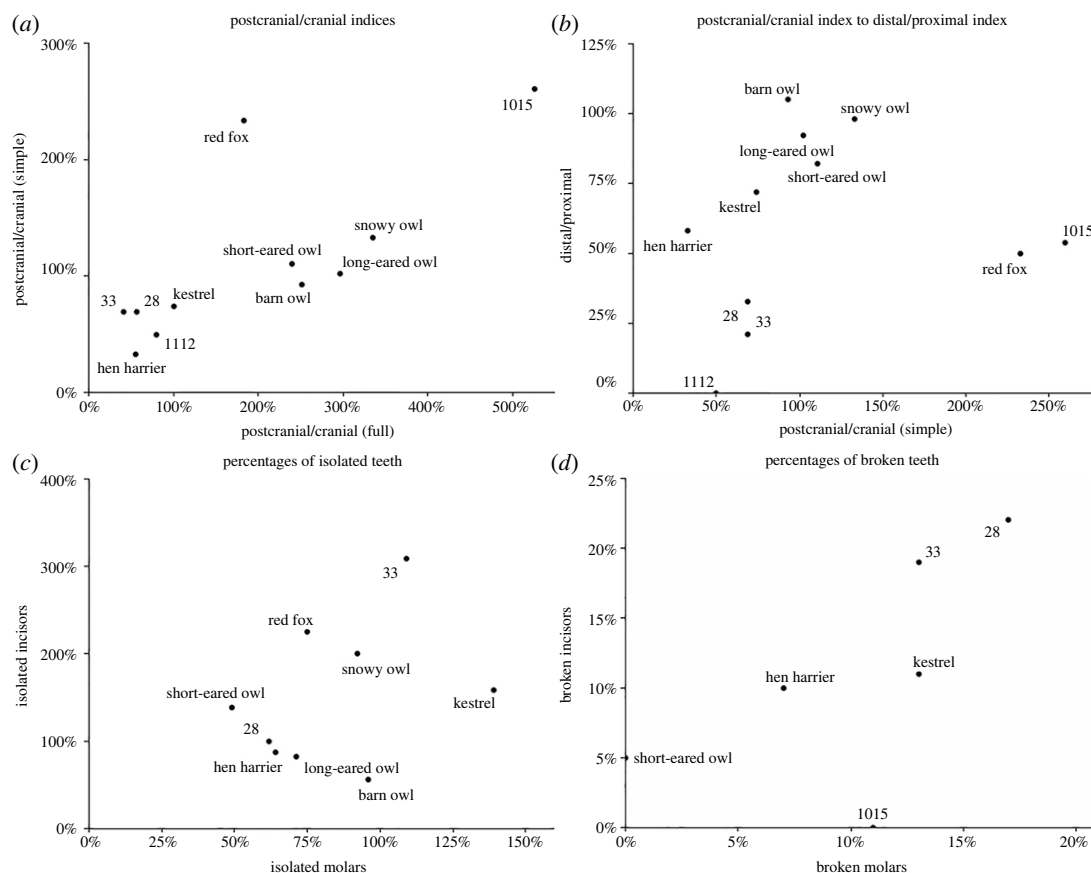 (a) postcranial/cranial indices
300%
200%
100%
0%
postcranial/cranial (simple)
1015
red fox
snowy owl
short-eared owl
long-eared owl
barn owl
33 28 kestrel
1112
hen harrier
0% 100% 200% 300% 400% 500%
postcranial/cranial (full)
(b) postcranial/cranial index to distal/proximal index
125%
100%
75%
50%
25%
0%
distal/proximal
barn owl
snowy owl
long-eared owl
short-eared owl
kestrel
hen harrier
1015
red fox
28 33
1112
0% 50% 100% 150% 200% 250%
postcranial/cranial (simple)
(c) percentages of isolated teeth
400%
300%
200%
100%
0%
isolated incisors
33
red fox
snowy owl
short-eared owl
kestrel
28
hen harrier long-eared owl
barn owl
0% 25% 50% 75% 100% 125% 150%
isolated molars
(d) percentages of broken teeth
25%
20%
15%
10%
5%
0%
broken incisors
28
33
kestrel
hen harrier
short-eared owl
1015
0% 5% 10% 15% 20%
broken molars